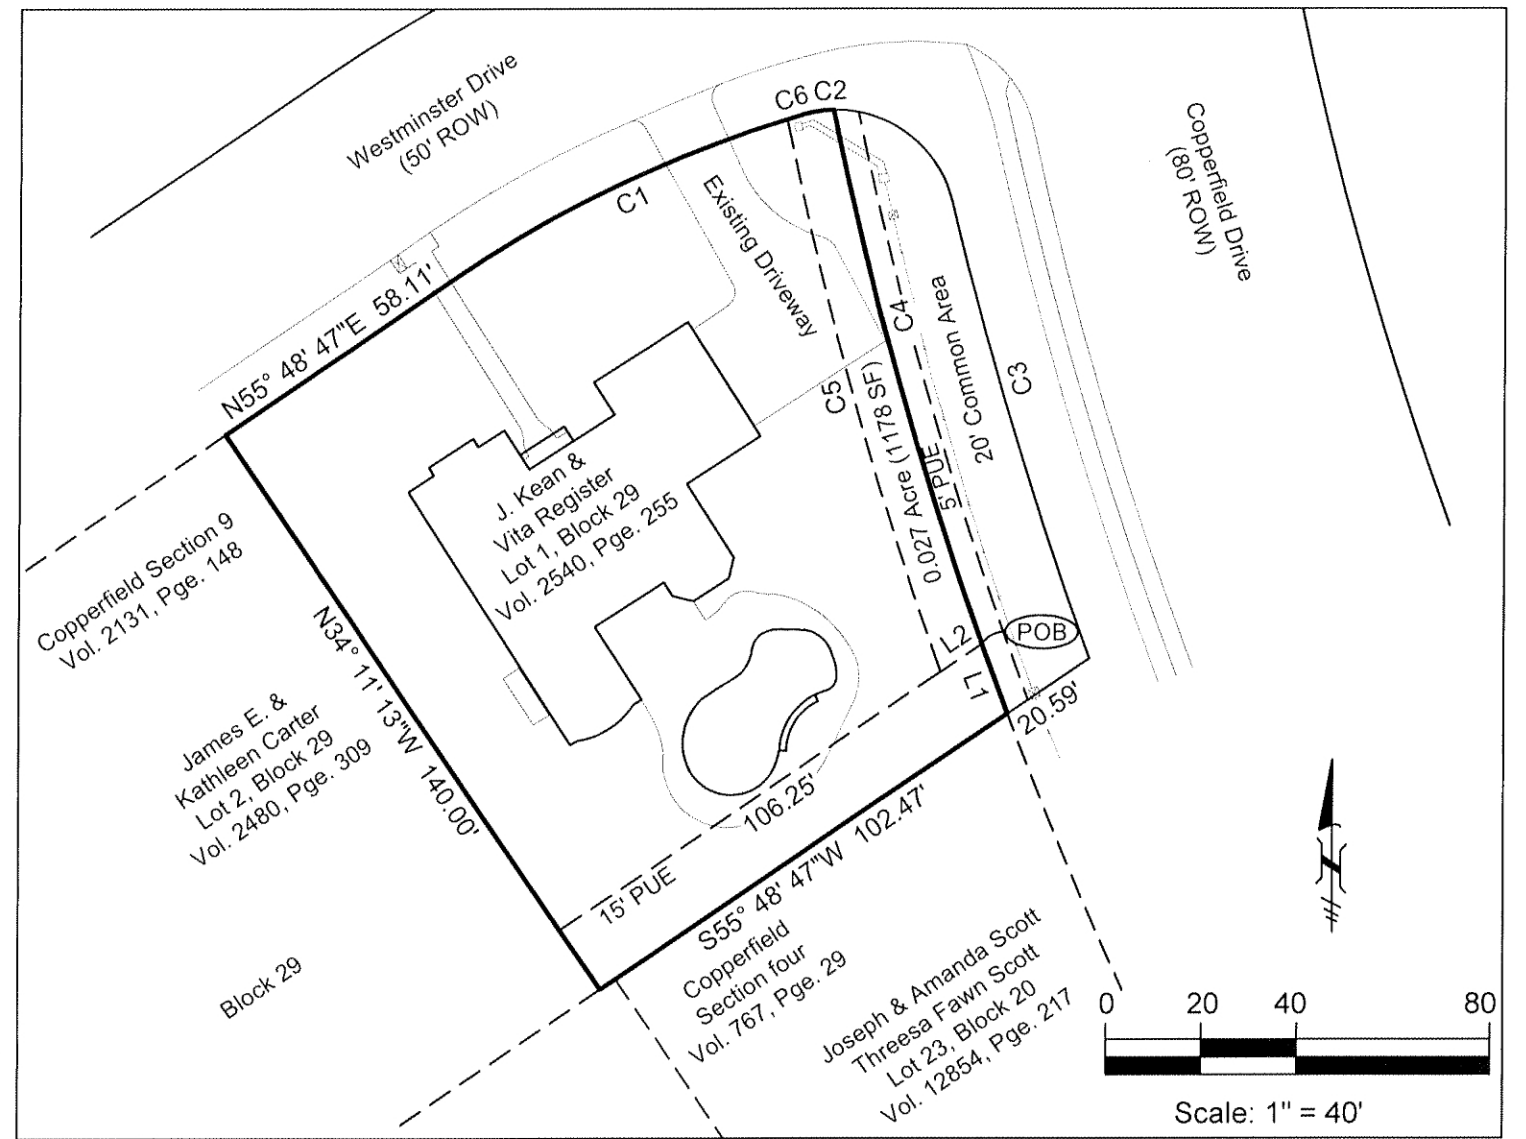 Westminster Drive
(50' ROW)
C6 C2
Copperfield Drive
(80' ROW)
C1
Existing Driveway
N55° 48' 47"E 58.11'
C4
C5
C3
20' Common Area
0.027 Acre (1178 SF)
5' PUE
J. Kean &
Vita Register
Lot 1, Block 29
Vol. 2540, Pge. 255
Copperfield Section 9
Vol. 2131, Pge. 148
N34° 11' 13"W 140.00'
L2
POB
L1
20.59'
James E. &
Kathleen Carter
Lot 2, Block 29
Vol. 2480, Pge. 309
106.25'
15' PUE
S55° 48' 47"W 102.47'
Copperfield
Section four
Vol. 767, Pge. 29
Joseph & Amanda Scott
Threesa Fawn Scott
Lot 23, Block 20
Vol. 12854, Pge. 217
Block 29
0 20 40 80
Scale: 1" = 40'